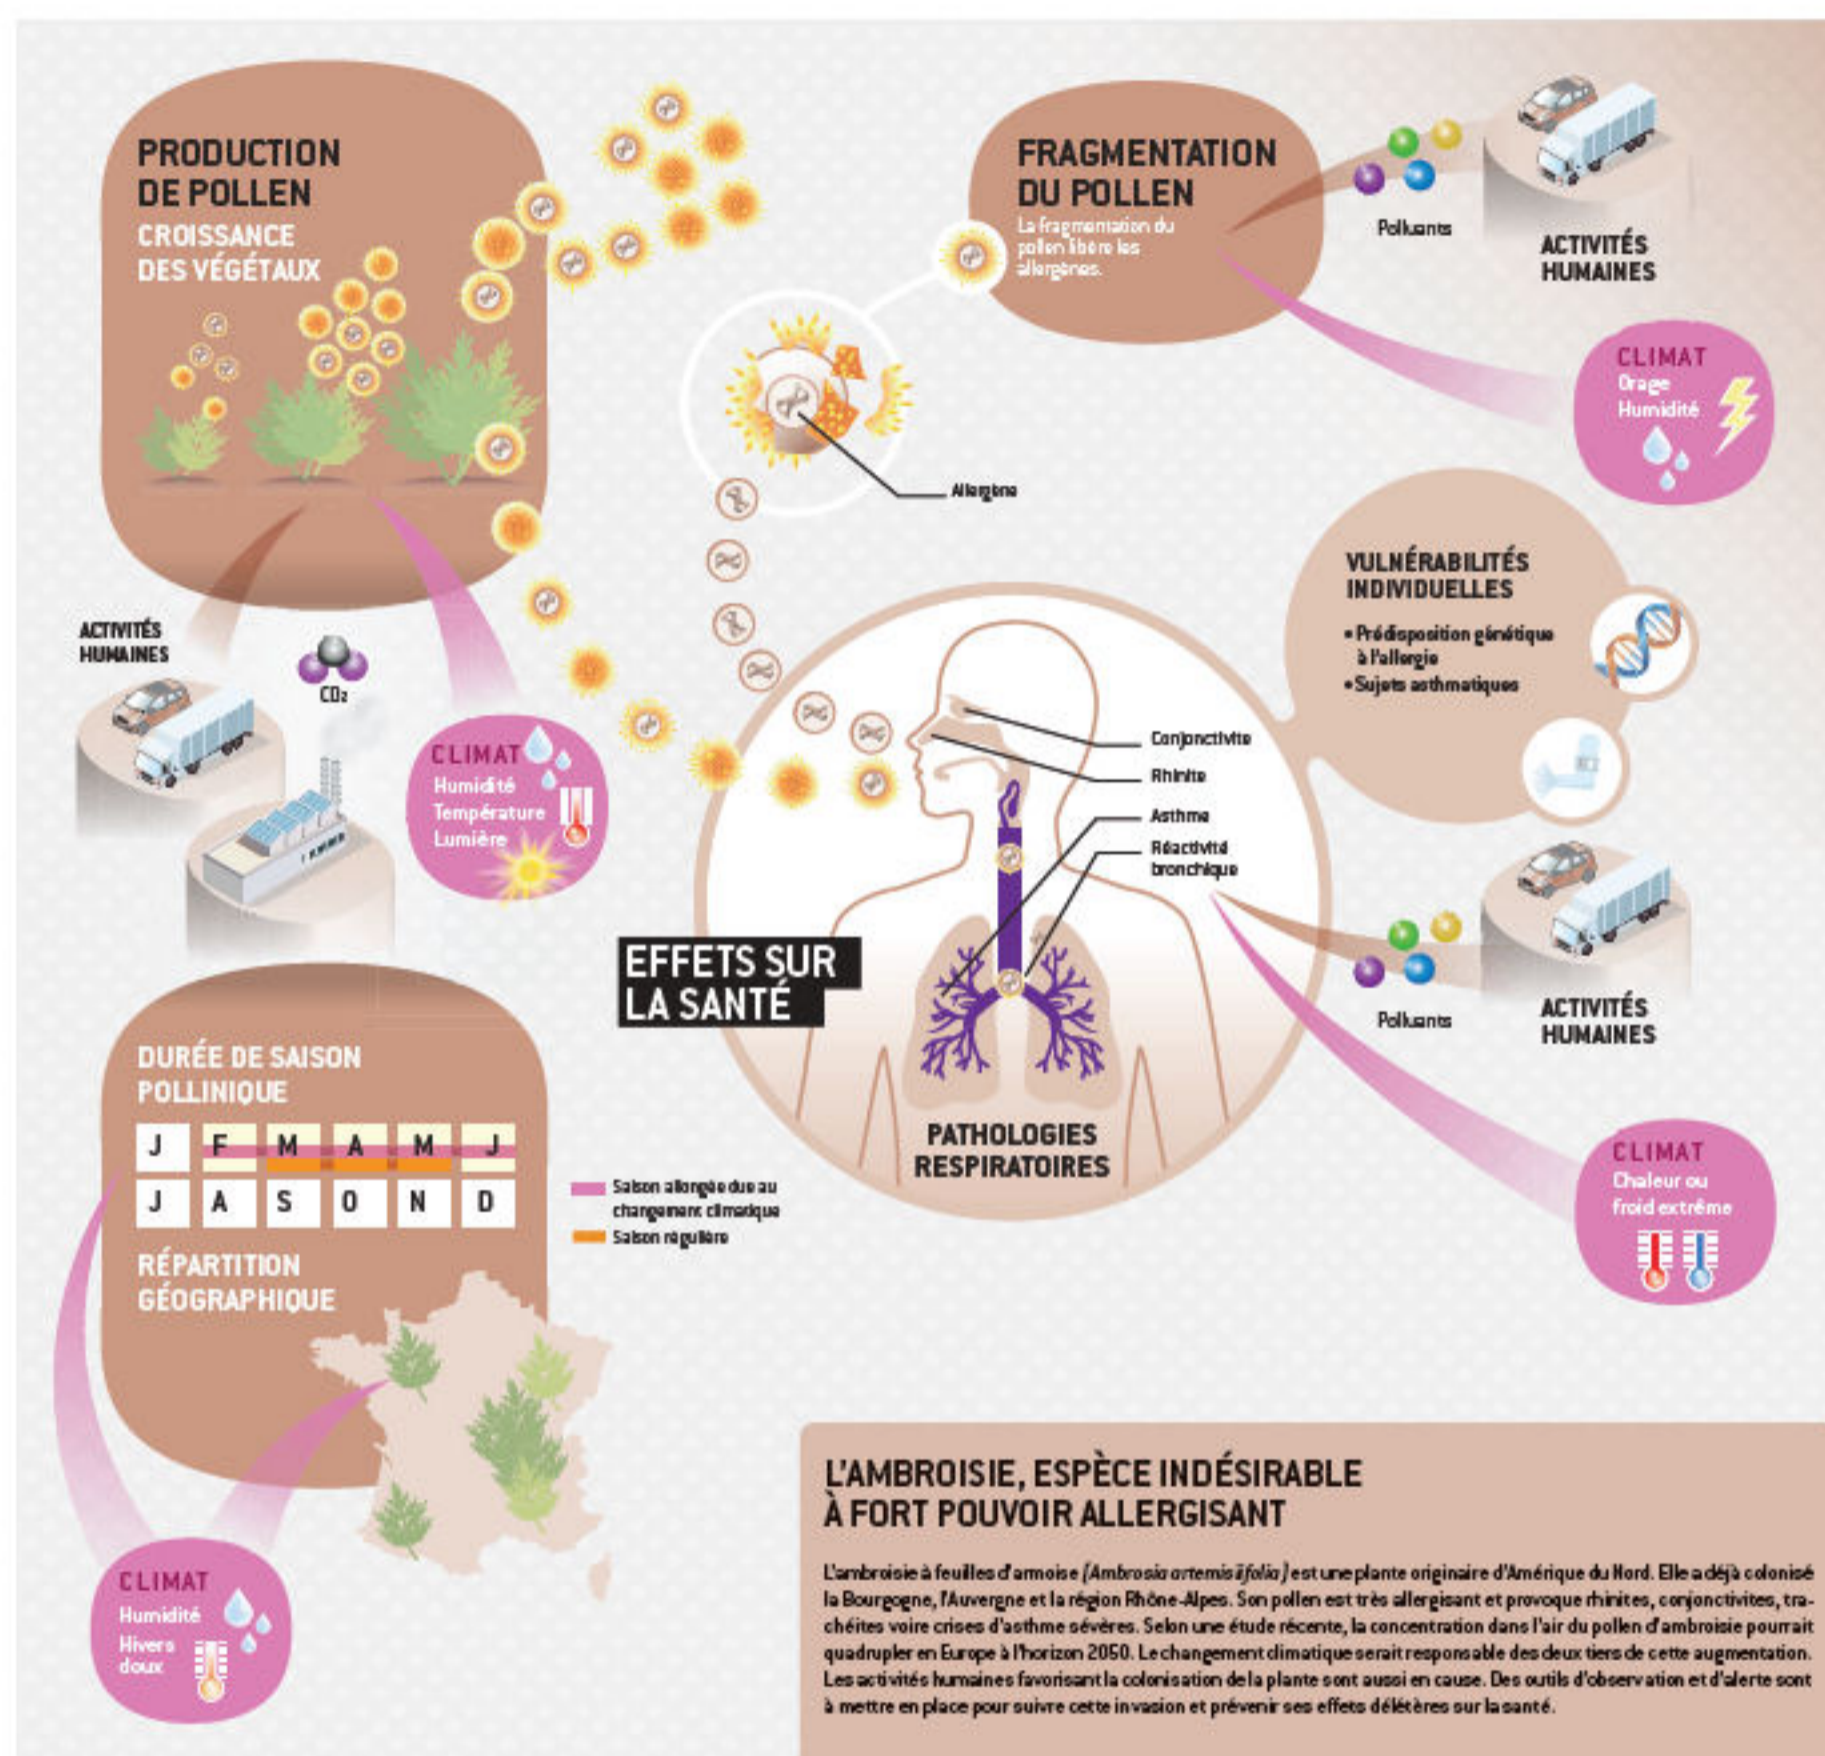 PRODUCTION
DE POLLEN
CROISSANCE
DES VÉGÉTAUX
ACTIVITÉS
HUMAINES
CO₂
CLIMAT
Humidité
Température
Lumière
FRAGMENTATION
DU POLLEN
La fragmentation du
pollen libère les
allergènes.
Polluants
ACTIVITÉS
HUMAINES
CLIMAT
Orage
Humidité
Allergène
VULNÉRABILITÉS
INDIVIDUELLES
• Prédisposition génétique
à l'allergie
• Sujets asthmatiques
Conjonctivite
Rhinite
Asthme
Réactivité
bronchique
EFFETS SUR
LA SANTÉ
PATHOLOGIES
RESPIRATOIRES
Polluants
ACTIVITÉS
HUMAINES
CLIMAT
Chaleur ou
froid extrême
DURÉE DE SAISON
POLLINIQUE
J F M A M J
J A S O N D
Saison allongée due au
changement climatique
Saison régulière
RÉPARTITION
GÉOGRAPHIQUE
CLIMAT
Humidité
Hivers
doux
L'AMBROISIE, ESPÈCE INDÉSIRABLE
À FORT POUVOIR ALLERGISANT
L'ambroisie à feuilles d'armoise (Ambrosia artemisiifolia) est une plante originaire d'Amérique du Nord. Elle a déjà colonisé
la Bourgogne, l'Auvergne et la région Rhône-Alpes. Son pollen est très allergisant et provoque rhinites, conjonctivites, tra-
chéites voire crises d'asthme sévères. Selon une étude récente, la concentration dans l'air du pollen d'ambroisie pourrait
quadrupler en Europe à l'horizon 2050. Le changement climatique serait responsable des deux tiers de cette augmentation.
Les activités humaines favorisant la colonisation de la plante sont aussi en cause. Des outils d'observation et d'alerte sont
à mettre en place pour suivre cette invasion et prévenir ses effets délétères sur la santé.